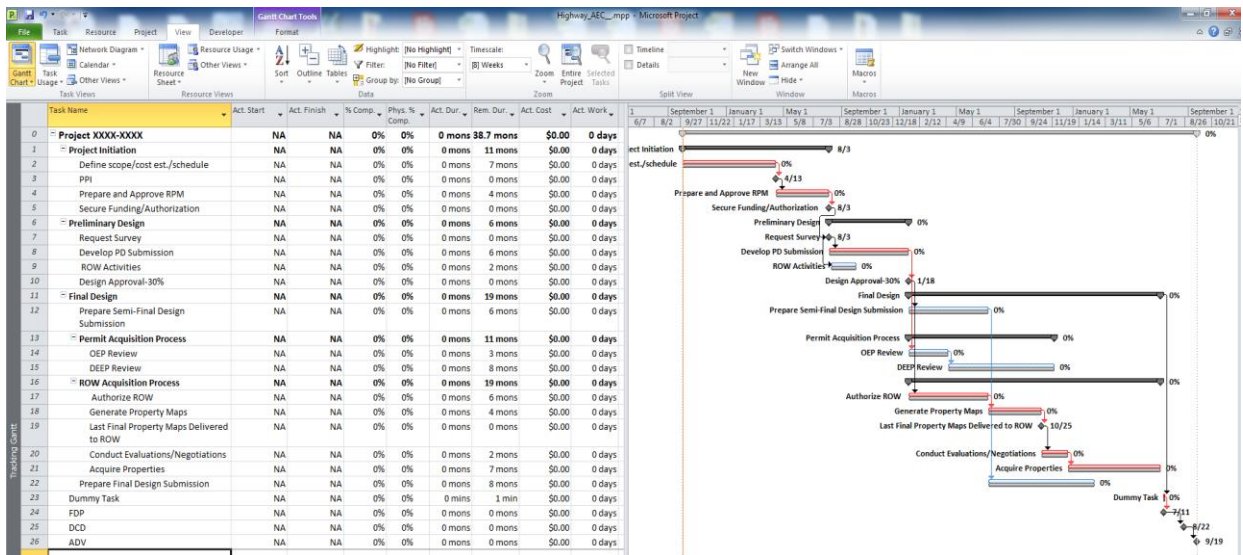 Gantt Chart Tools
Highway_AEC__.mpp - Microsoft Project
File Task Resource Project View Developer Format
Gantt Chart
Task Usage
Network Diagram
Calendar
Other Views
Task Views
Resource Sheet
Resource Usage
Other Views
Resource Views
Sort
Outline
Tables
Highlight: [No Highlight]
Filter: [No Filter]
Group by: [No Group]
Data
Timescale:
[8] Weeks
Zoom
Entire Project
Selected Tasks
Zoom
Timeline
Details
Split View
New Window
Switch Windows
Arrange All
Hide
Window
Macros
Macros
Task Name Act. Start Act. Finish % Comp. Phys. % Comp. Act. Dur. Rem. Dur. Act. Cost Act. Work
0 Project XXXX-XXXX NA NA 0% 0% 0 mons 38.7 mons $0.00 0 days
1 Project Initiation NA NA 0% 0% 0 mons 11 mons $0.00 0 days
2 Define scope/cost est./schedule NA NA 0% 0% 0 mons 7 mons $0.00 0 days
3 PPI NA NA 0% 0% 0 mons 0 mons $0.00 0 days
4 Prepare and Approve RPM NA NA 0% 0% 0 mons 4 mons $0.00 0 days
5 Secure Funding/Authorization NA NA 0% 0% 0 mons 0 mons $0.00 0 days
6 Preliminary Design NA NA 0% 0% 0 mons 6 mons $0.00 0 days
7 Request Survey NA NA 0% 0% 0 mons 0 mons $0.00 0 days
8 Develop PD Submission NA NA 0% 0% 0 mons 6 mons $0.00 0 days
9 ROW Activities NA NA 0% 0% 0 mons 2 mons $0.00 0 days
10 Design Approval-30% NA NA 0% 0% 0 mons 0 mons $0.00 0 days
11 Final Design NA NA 0% 0% 0 mons 19 mons $0.00 0 days
12 Prepare Semi-Final Design NA NA 0% 0% 0 mons 6 mons $0.00 0 days
Submission
13 Permit Acquisition Process NA NA 0% 0% 0 mons 11 mons $0.00 0 days
14 OEP Review NA NA 0% 0% 0 mons 3 mons $0.00 0 days
15 DEEP Review NA NA 0% 0% 0 mons 8 mons $0.00 0 days
16 ROW Acquisition Process NA NA 0% 0% 0 mons 19 mons $0.00 0 days
17 Authorize ROW NA NA 0% 0% 0 mons 6 mons $0.00 0 days
18 Generate Property Maps NA NA 0% 0% 0 mons 4 mons $0.00 0 days
19 Last Final Property Maps Delivered NA NA 0% 0% 0 mons 0 mons $0.00 0 days
to ROW
20 Conduct Evaluations/Negotiations NA NA 0% 0% 0 mons 2 mons $0.00 0 days
21 Acquire Properties NA NA 0% 0% 0 mons 7 mons $0.00 0 days
22 Prepare Final Design Submission NA NA 0% 0% 0 mons 8 mons $0.00 0 days
23 Dummy Task NA NA 0% 0% 0 mins 1 min $0.00 0 days
24 FDP NA NA 0% 0% 0 mons 0 mons $0.00 0 days
25 DCD NA NA 0% 0% 0 mons 0 mons $0.00 0 days
26 ADV NA NA 0% 0% 0 mons 0 mons $0.00 0 days
Tracking Gantt
1 September 1 January 1 May 1 September 1 January 1 May 1 September 1 January 1 May 1 September 1
6/7 8/2 9/27 11/22 1/17 3/13 5/8 7/3 8/28 10/23 12/18 2/12 4/9 6/4 7/30 9/24 11/19 1/14 3/11 5/6 7/1 8/26 10/21
0%
ect Initiation 8/3
est./schedule 0%
4/13
Prepare and Approve RPM 0%
Secure Funding/Authorization 8/3
Preliminary Design 0%
Request Survey 8/3
Develop PD Submission 0%
ROW Activities 0%
Design Approval-30% 1/18
Final Design 0%
Prepare Semi-Final Design Submission 0%
Permit Acquisition Process 0%
OEP Review 0%
DEEP Review 0%
0%
Authorize ROW 0%
Generate Property Maps 0%
Last Final Property Maps Delivered to ROW 10/25
Conduct Evaluations/Negotiations 0%
Acquire Properties 0%
0%
Dummy Task 0%
7/11
8/22
9/19